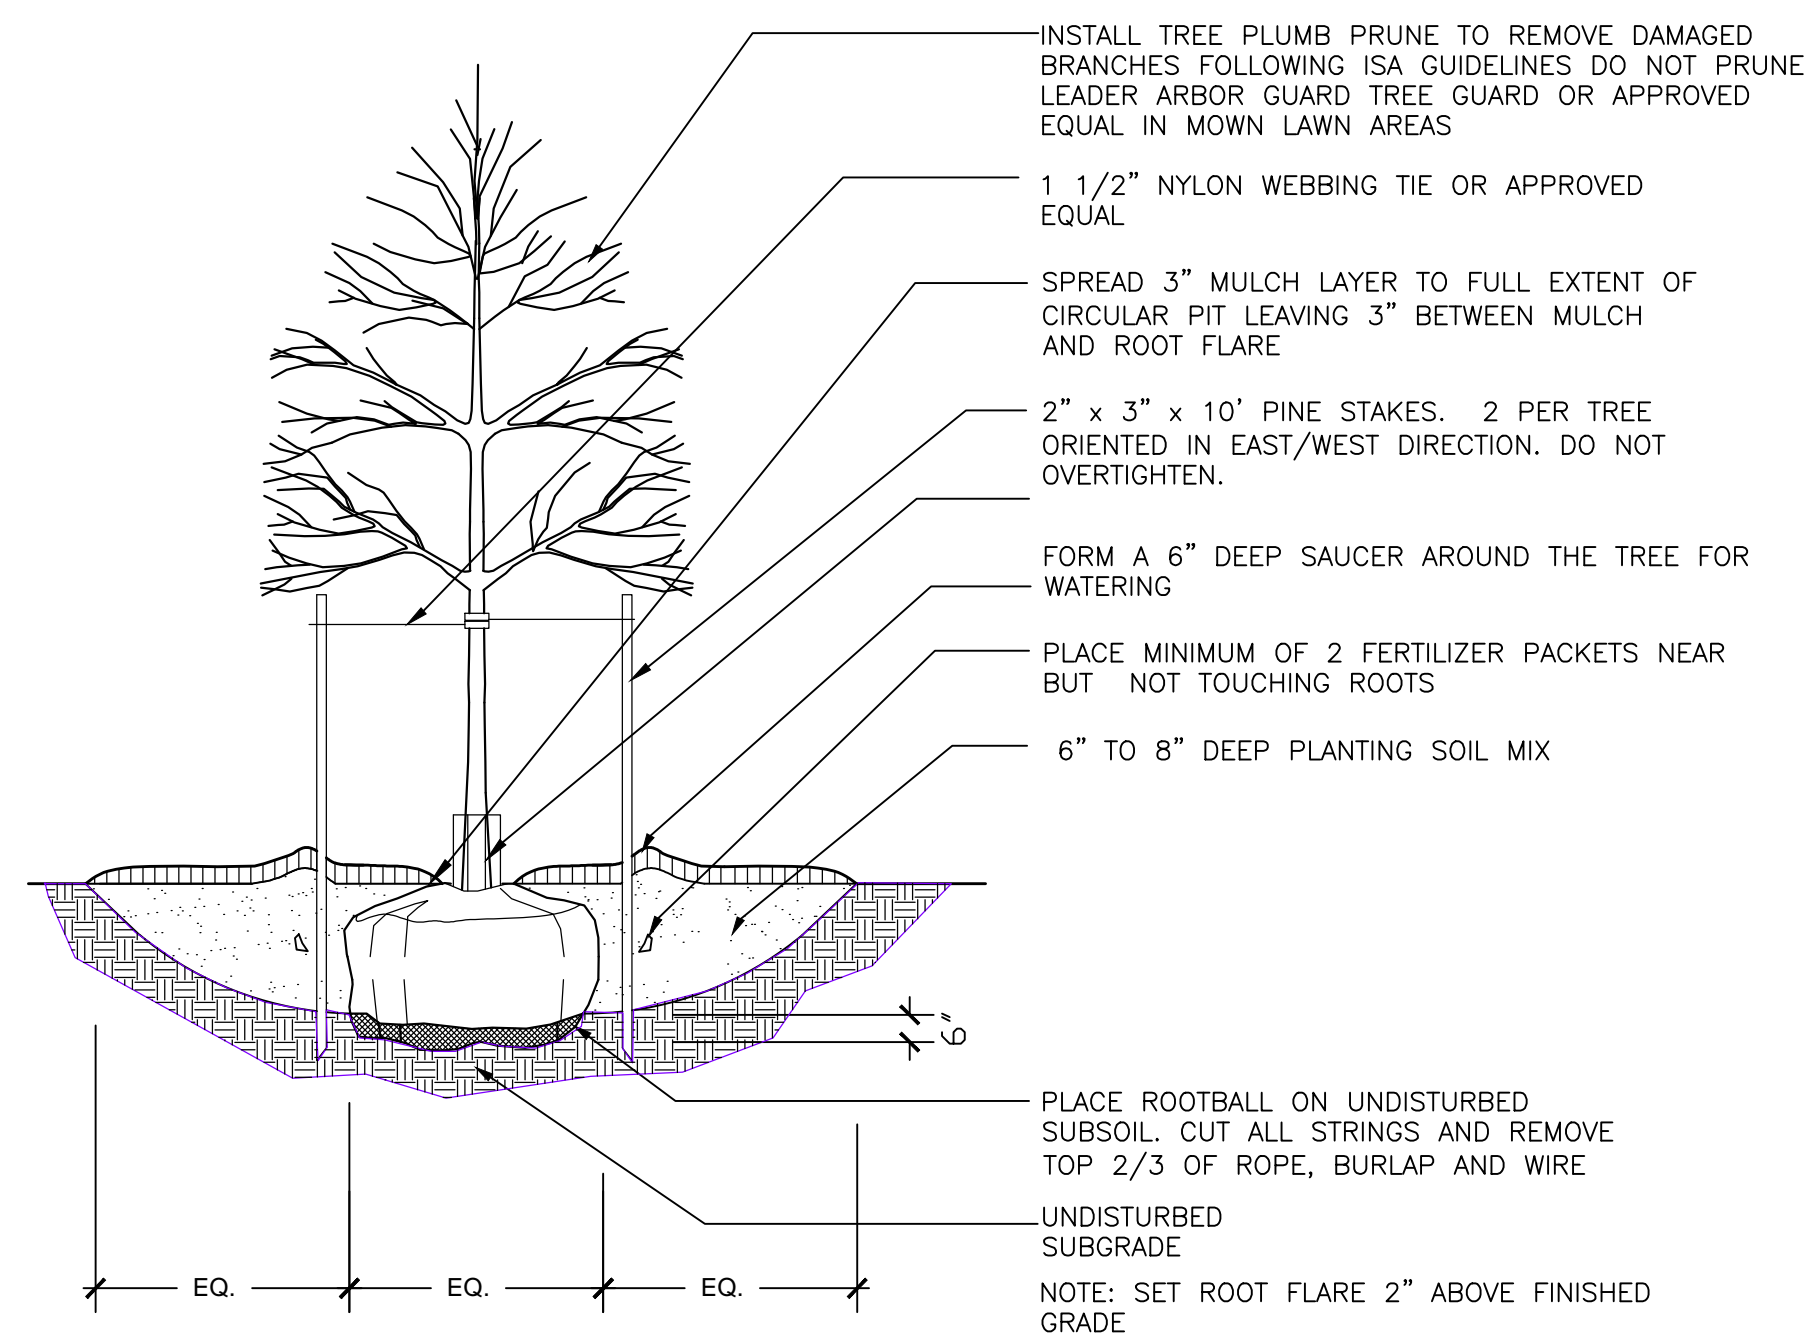 INSTALL TREE PLUMB PRUNE TO REMOVE DAMAGED
BRANCHES FOLLOWING ISA GUIDELINES DO NOT PRUNE
LEADER ARBOR GUARD TREE GUARD OR APPROVED
EQUAL IN MOWN LAWN AREAS
1 1/2” NYLON WEBBING TIE OR APPROVED
EQUAL
SPREAD 3” MULCH LAYER TO FULL EXTENT OF
CIRCULAR PIT LEAVING 3” BETWEEN MULCH
AND ROOT FLARE
2” x 3” x 10’ PINE STAKES. 2 PER TREE
ORIENTED IN EAST/WEST DIRECTION. DO NOT
OVERTIGHTEN.
FORM A 6” DEEP SAUCER AROUND THE TREE FOR
WATERING
PLACE MINIMUM OF 2 FERTILIZER PACKETS NEAR
BUT NOT TOUCHING ROOTS
6” TO 8” DEEP PLANTING SOIL MIX
6”
PLACE ROOTBALL ON UNDISTURBED
SUBSOIL. CUT ALL STRINGS AND REMOVE
TOP 2/3 OF ROPE, BURLAP AND WIRE
UNDISTURBED
SUBGRADE
EQ. EQ. EQ.
NOTE: SET ROOT FLARE 2” ABOVE FINISHED
GRADE